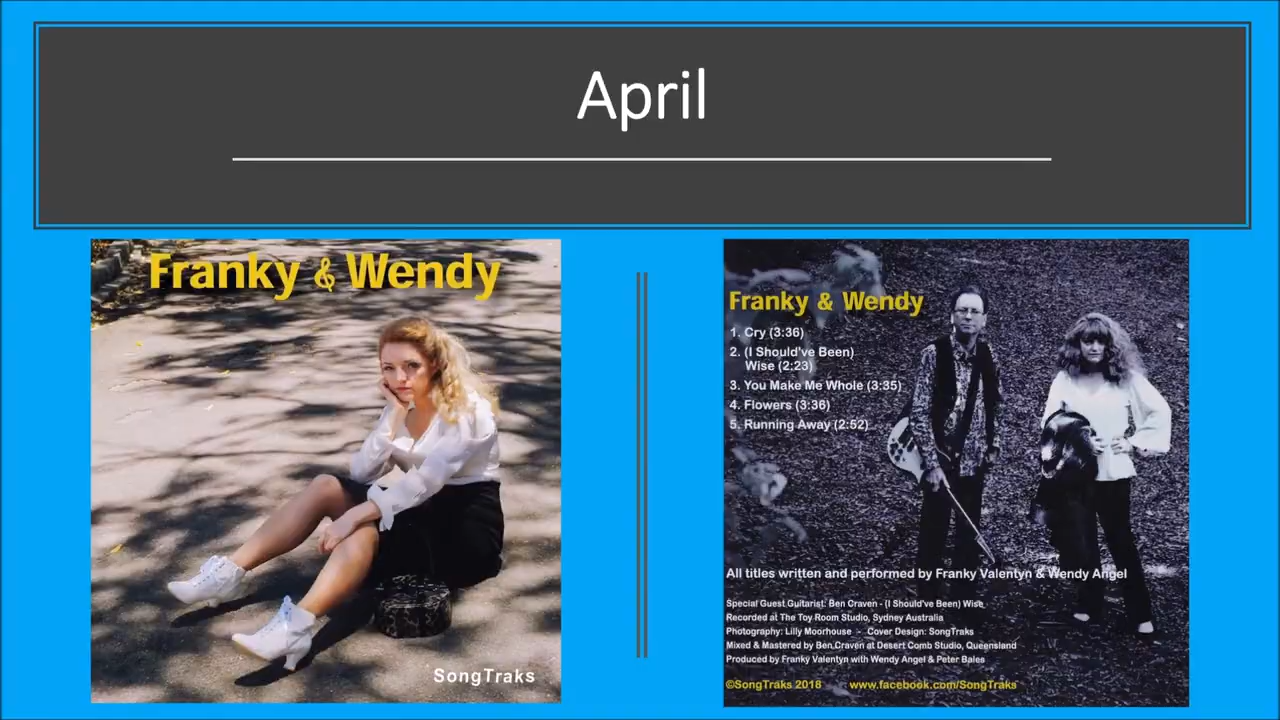 April
Franky & Wendy
SongTraks
Franky & Wendy
1. Cry (3:36)
2. (I Should've Been)
Wise (2:23)
3. You Make Me Whole (3:35)
4. Flowers (3:36)
5. Running Away (2:52)
All titles written and performed by Franky Valentyn & Wendy Angel
Special Guest Guitarist: Ben Craven - (I Should've Been) Wise
Recorded at The Toy Room Studio, Sydney Australia
Photography: Lilly Moorhouse - Cover Design: SongTraks
Mixed & Mastered by Ben Craven at Desert Comb Studio, Queensland
Produced by Franky Valentyn with Wendy Angel & Peter Bales
©SongTraks 2018 www.facebook.com/SongTraks